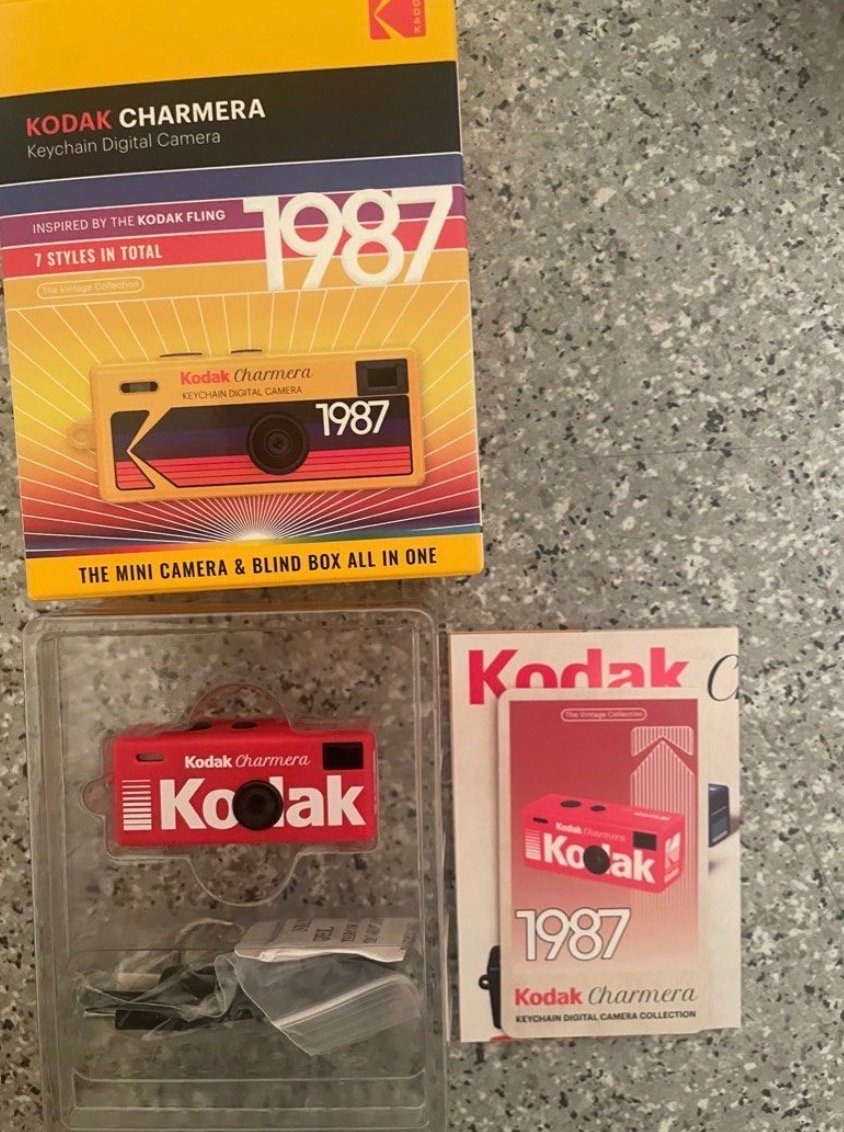 KODAK
KODAK CHARMERA
Keychain Digital Camera
INSPIRED BY THE KODAK FLING
1987
7 STYLES IN TOTAL
The Vintage Collection
Kodak Charmera
KEYCHAIN DIGITAL CAMERA
1987
THE MINI CAMERA & BLIND BOX ALL IN ONE
Kodak Charmera
Kodak
Kodak C
The Vintage Collection
Kodak Charmera
Kodak
1987
Kodak Charmera
KEYCHAIN DIGITAL CAMERA COLLECTION